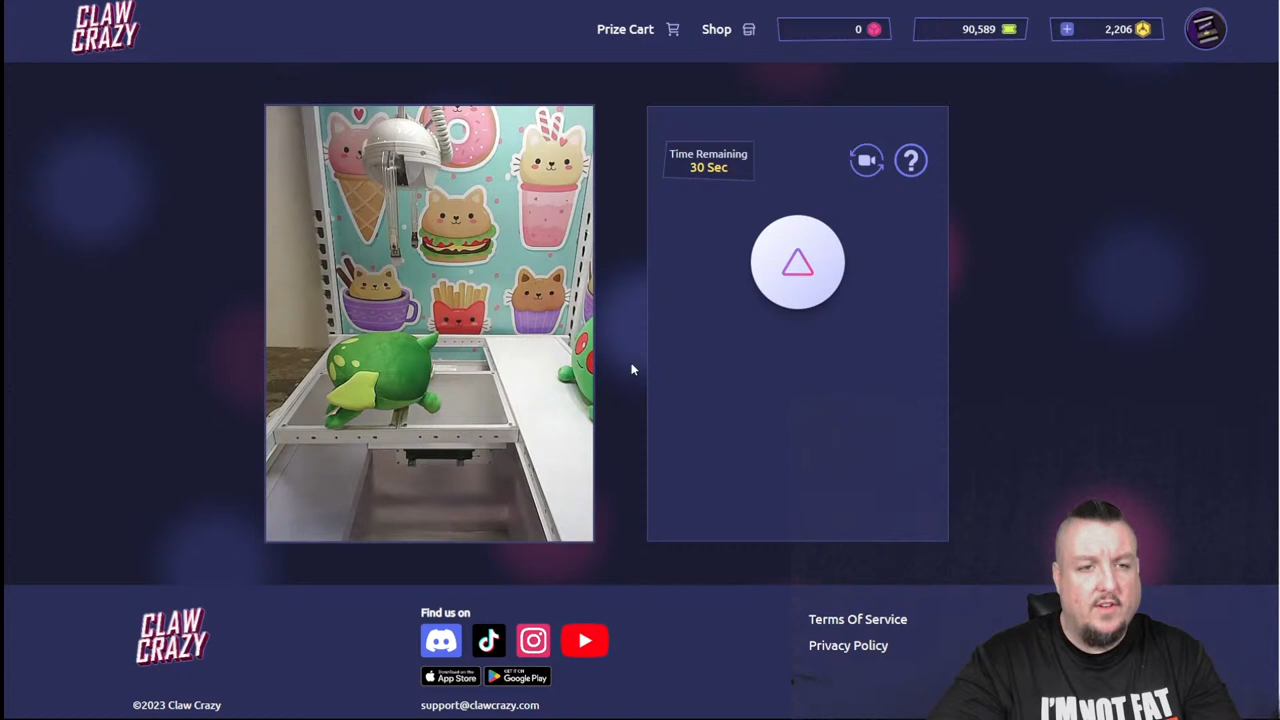 CLAW
CRAZY
Prize Cart
Shop
0
90,589
2,206
Time Remaining
30 Sec
?
CLAW
CRAZY
©2023 Claw Crazy
Find us on
Download on the
App Store
GET IT ON
Google Play
support@clawcrazy.com
Terms Of Service
Privacy Policy
I'M NOT FAT